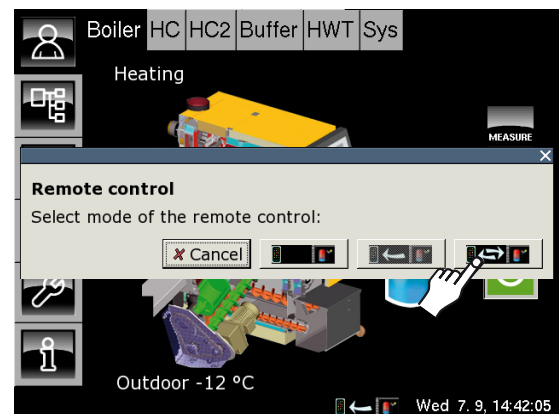 Boiler HC HC2 Buffer HWT Sys
Heating
MEASURE
Remote control
Select mode of the remote control:
Cancel
Outdoor -12 °C
Wed 7. 9, 14:42:05